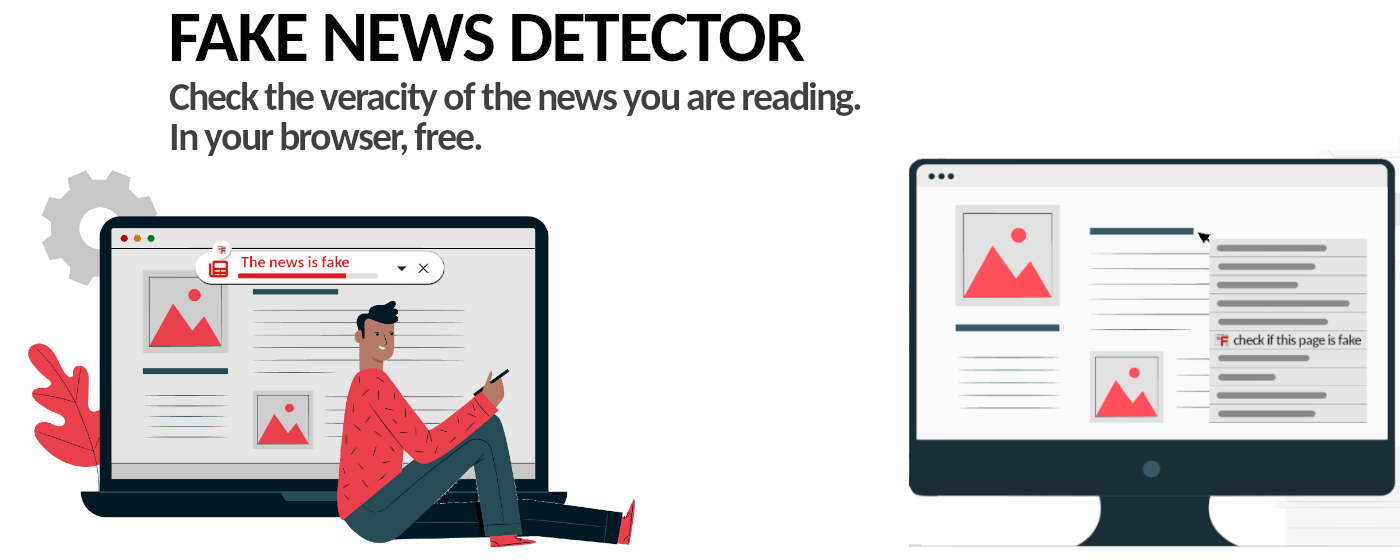 FAKE NEWS DETECTOR
Check the veracity of the news you are reading.
In your browser, free.
F
The news is fake
F check if this page is fake